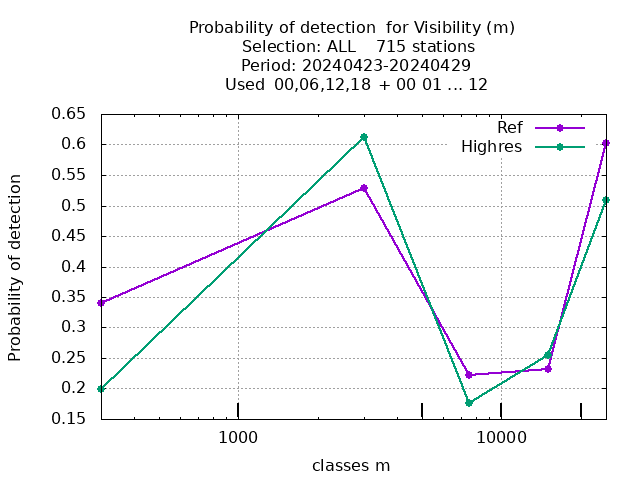 Probability of detection  for Visibility (m)
Selection: ALL    715 stations
Period: 20240423-20240429
Used  00,06,12,18 + 00 01 ... 12
Ref
Highres
Probability of detection
0.65
0.6
0.55
0.5
0.45
0.4
0.35
0.3
0.25
0.2
0.15
1000
10000
classes m